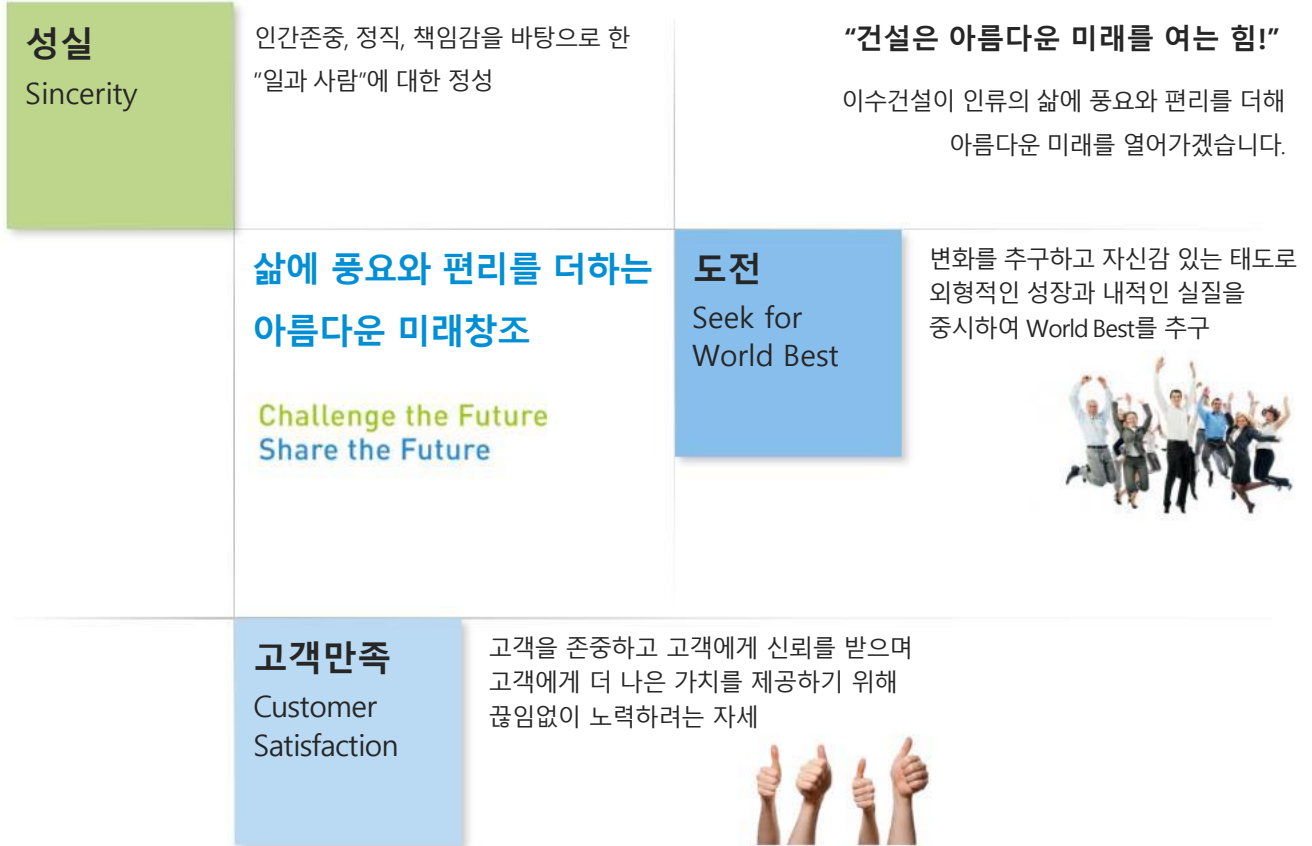 성실
Sincerity
인간존중, 정직, 책임감을 바탕으로 한
“일과 사람”에 대한 정성
“건설은 아름다운 미래를 여는 힘!”
이수건설이 인류의 삶에 풍요와 편리를 더해
아름다운 미래를 열어가겠습니다.
삶에 풍요와 편리를 더하는
아름다운 미래창조
Challenge the Future
Share the Future
도전
Seek for
World Best
변화를 추구하고 자신감 있는 태도로
외형적인 성장과 내적인 실질을
중시하여 World Best를 추구
고객만족
Customer
Satisfaction
고객을 존중하고 고객에게 신뢰를 받으며
고객에게 더 나은 가치를 제공하기 위해
끊임없이 노력하려는 자세